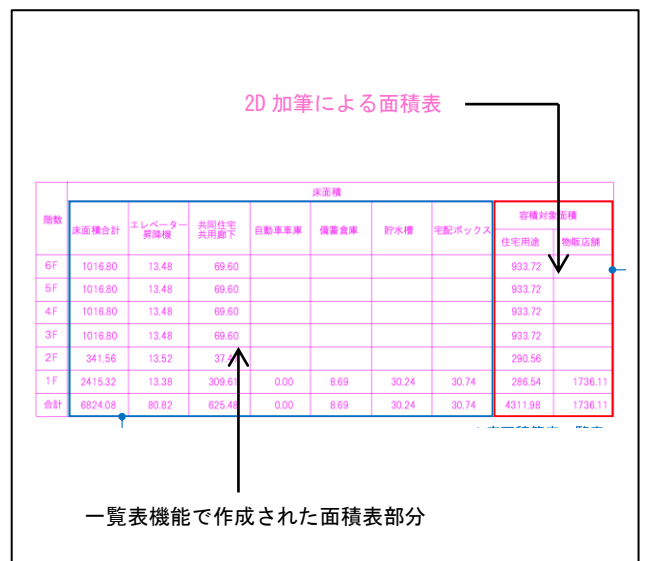 2D 加筆による面積表
床面積
階数 床面積合計 エレベーター昇降機 共同住宅共用廊下 自動車車庫 備蓄倉庫 貯水槽 宅配ボックス 容積対象面積
住宅用途 物販店舗
6F 1016.80 13.48 69.60 933.72
5F 1016.80 13.48 69.60 933.72
4F 1016.80 13.48 69.60 933.72
3F 1016.80 13.48 69.60 933.72
2F 341.56 13.52 290.56
1F 2415.32 13.38 309.61 0.00 8.69 30.24 30.74 286.54 1736.11
合計 6824.08 80.82 625.48 0.00 8.69 30.24 30.74 4311.98 1736.11
一覧表機能で作成された面積表部分